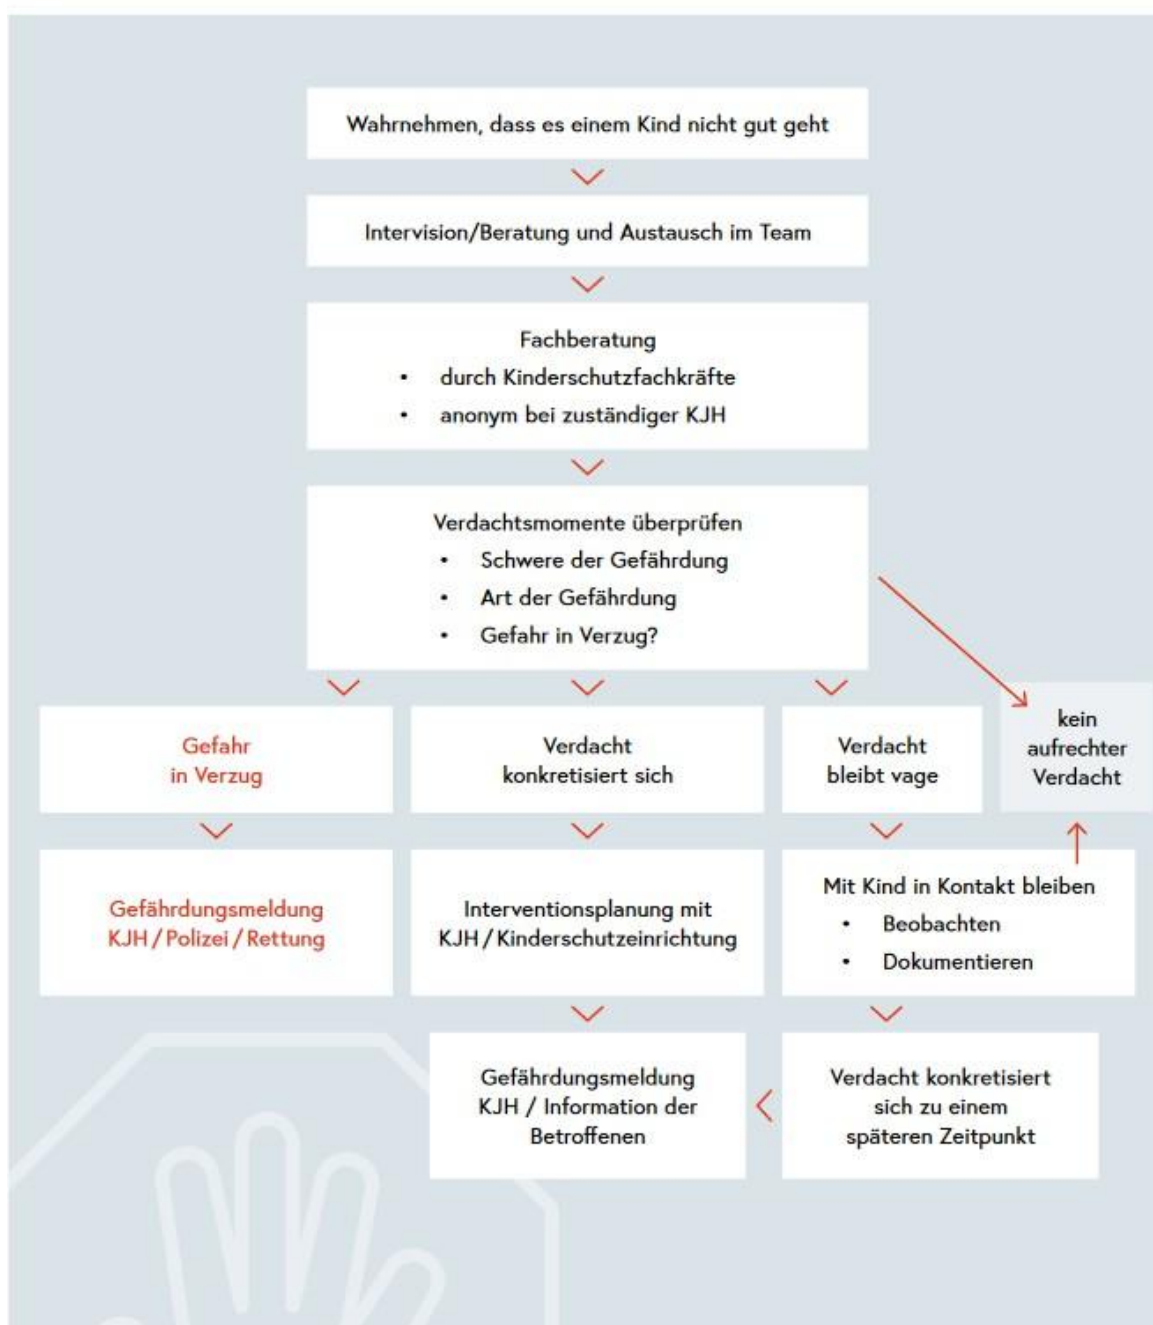 Wahrnehmen, dass es einem Kind nicht gut geht
Intervision/Beratung und Austausch im Team
Fachberatung
• durch Kinderschutzfachkräfte
• anonym bei zuständiger KJH
Verdachtsmomente überprüfen
• Schwere der Gefährdung
• Art der Gefährdung
• Gefahr in Verzug?
Gefahr
in Verzug
Verdacht
konkretisiert sich
Verdacht
bleibt vage
kein
aufrechter
Verdacht
Gefährdungsmeldung
KJH / Polizei / Rettung
Interventionsplanung mit
KJH / Kinderschutzeinrichtung
Mit Kind in Kontakt bleiben
• Beobachten
• Dokumentieren
Gefährdungsmeldung
KJH / Information der
Betroffenen
Verdacht konkretisiert
sich zu einem
späteren Zeitpunkt